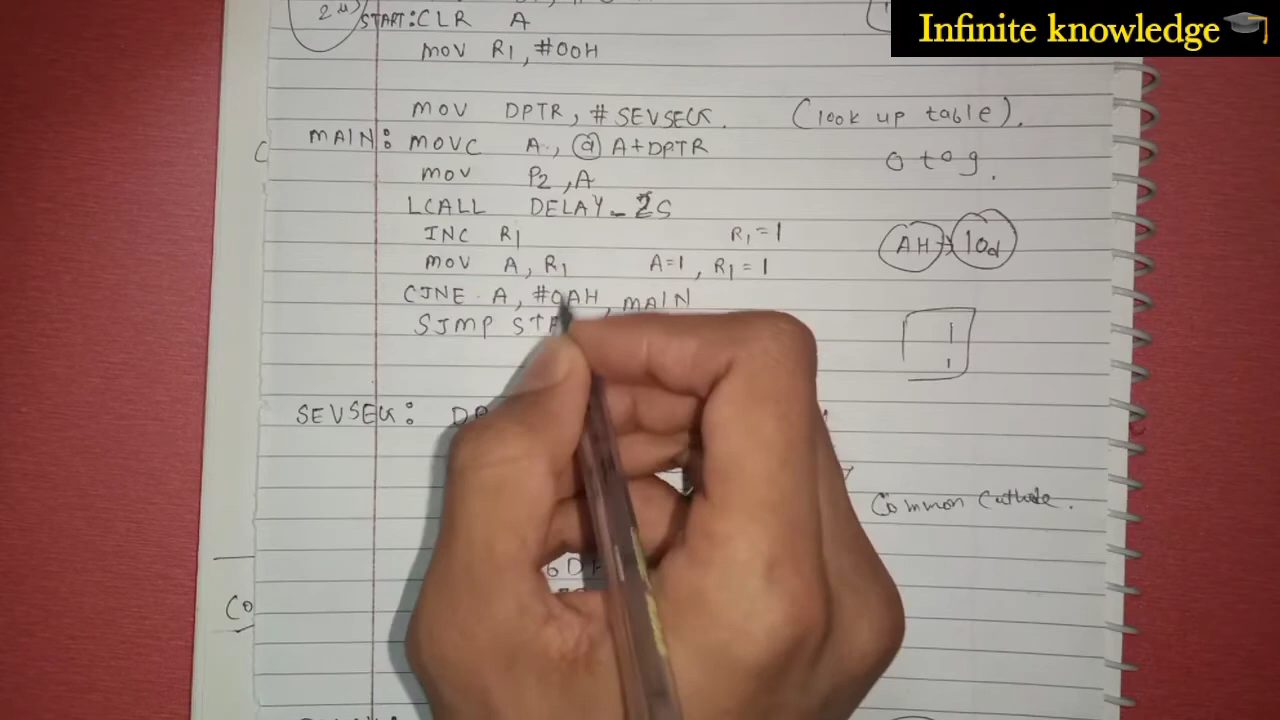 Infinite knowledge
START: CLR A
MOV R1, #00H
MOV DPTR, # SEVSECK. (look up table).
MAIN: MOVC A, @ A+DPTR
0 to 9.
MOV P2, A
LCALL DELAY_2S
INC R1 R1=1
AH → 10d
MOV A, R1 A=1, R1=1
CJNE A, #0AH, MAIN
SJMP
SEVSECK:
Common Cathode.